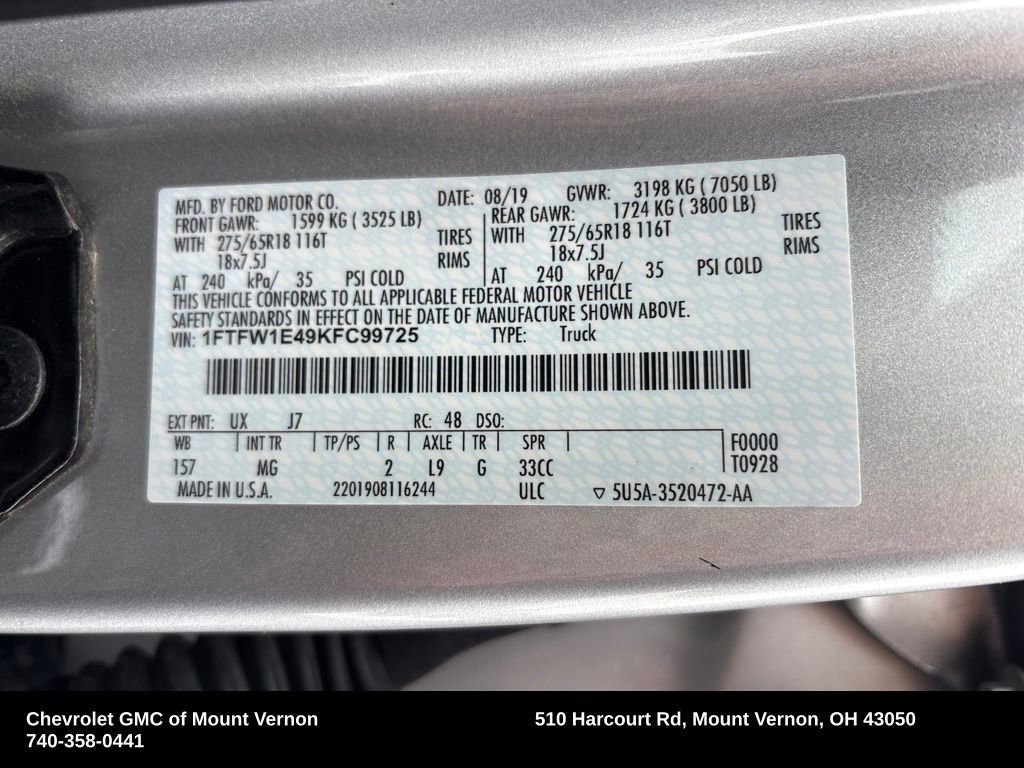 MFD. BY FORD MOTOR CO. DATE: 08/19 GVWR: 3198 KG ( 7050 LB)
FRONT GAWR: 1599 KG ( 3525 LB) REAR GAWR: 1724 KG ( 3800 LB)
WITH 275/65R18 116T TIRES WITH 275/65R18 116T TIRES
18x7.5J RIMS 18x7.5J RIMS
AT 240 kPa/ 35 PSI COLD AT 240 kPa/ 35 PSI COLD
THIS VEHICLE CONFORMS TO ALL APPLICABLE FEDERAL MOTOR VEHICLE
SAFETY STANDARDS IN EFFECT ON THE DATE OF MANUFACTURE SHOWN ABOVE.
VIN: 1FTFW1E49KFC99725 TYPE: Truck
EXT PNT: UX J7 RC: 48 DSO:
WB INT TR TP/PS R AXLE TR SPR F0000
157 MG 2 L9 G 33CC T0928
MADE IN U.S.A. 2201908116244 ULC ▽ 5U5A-3520472-AA
Chevrolet GMC of Mount Vernon 510 Harcourt Rd, Mount Vernon, OH 43050
740-358-0441